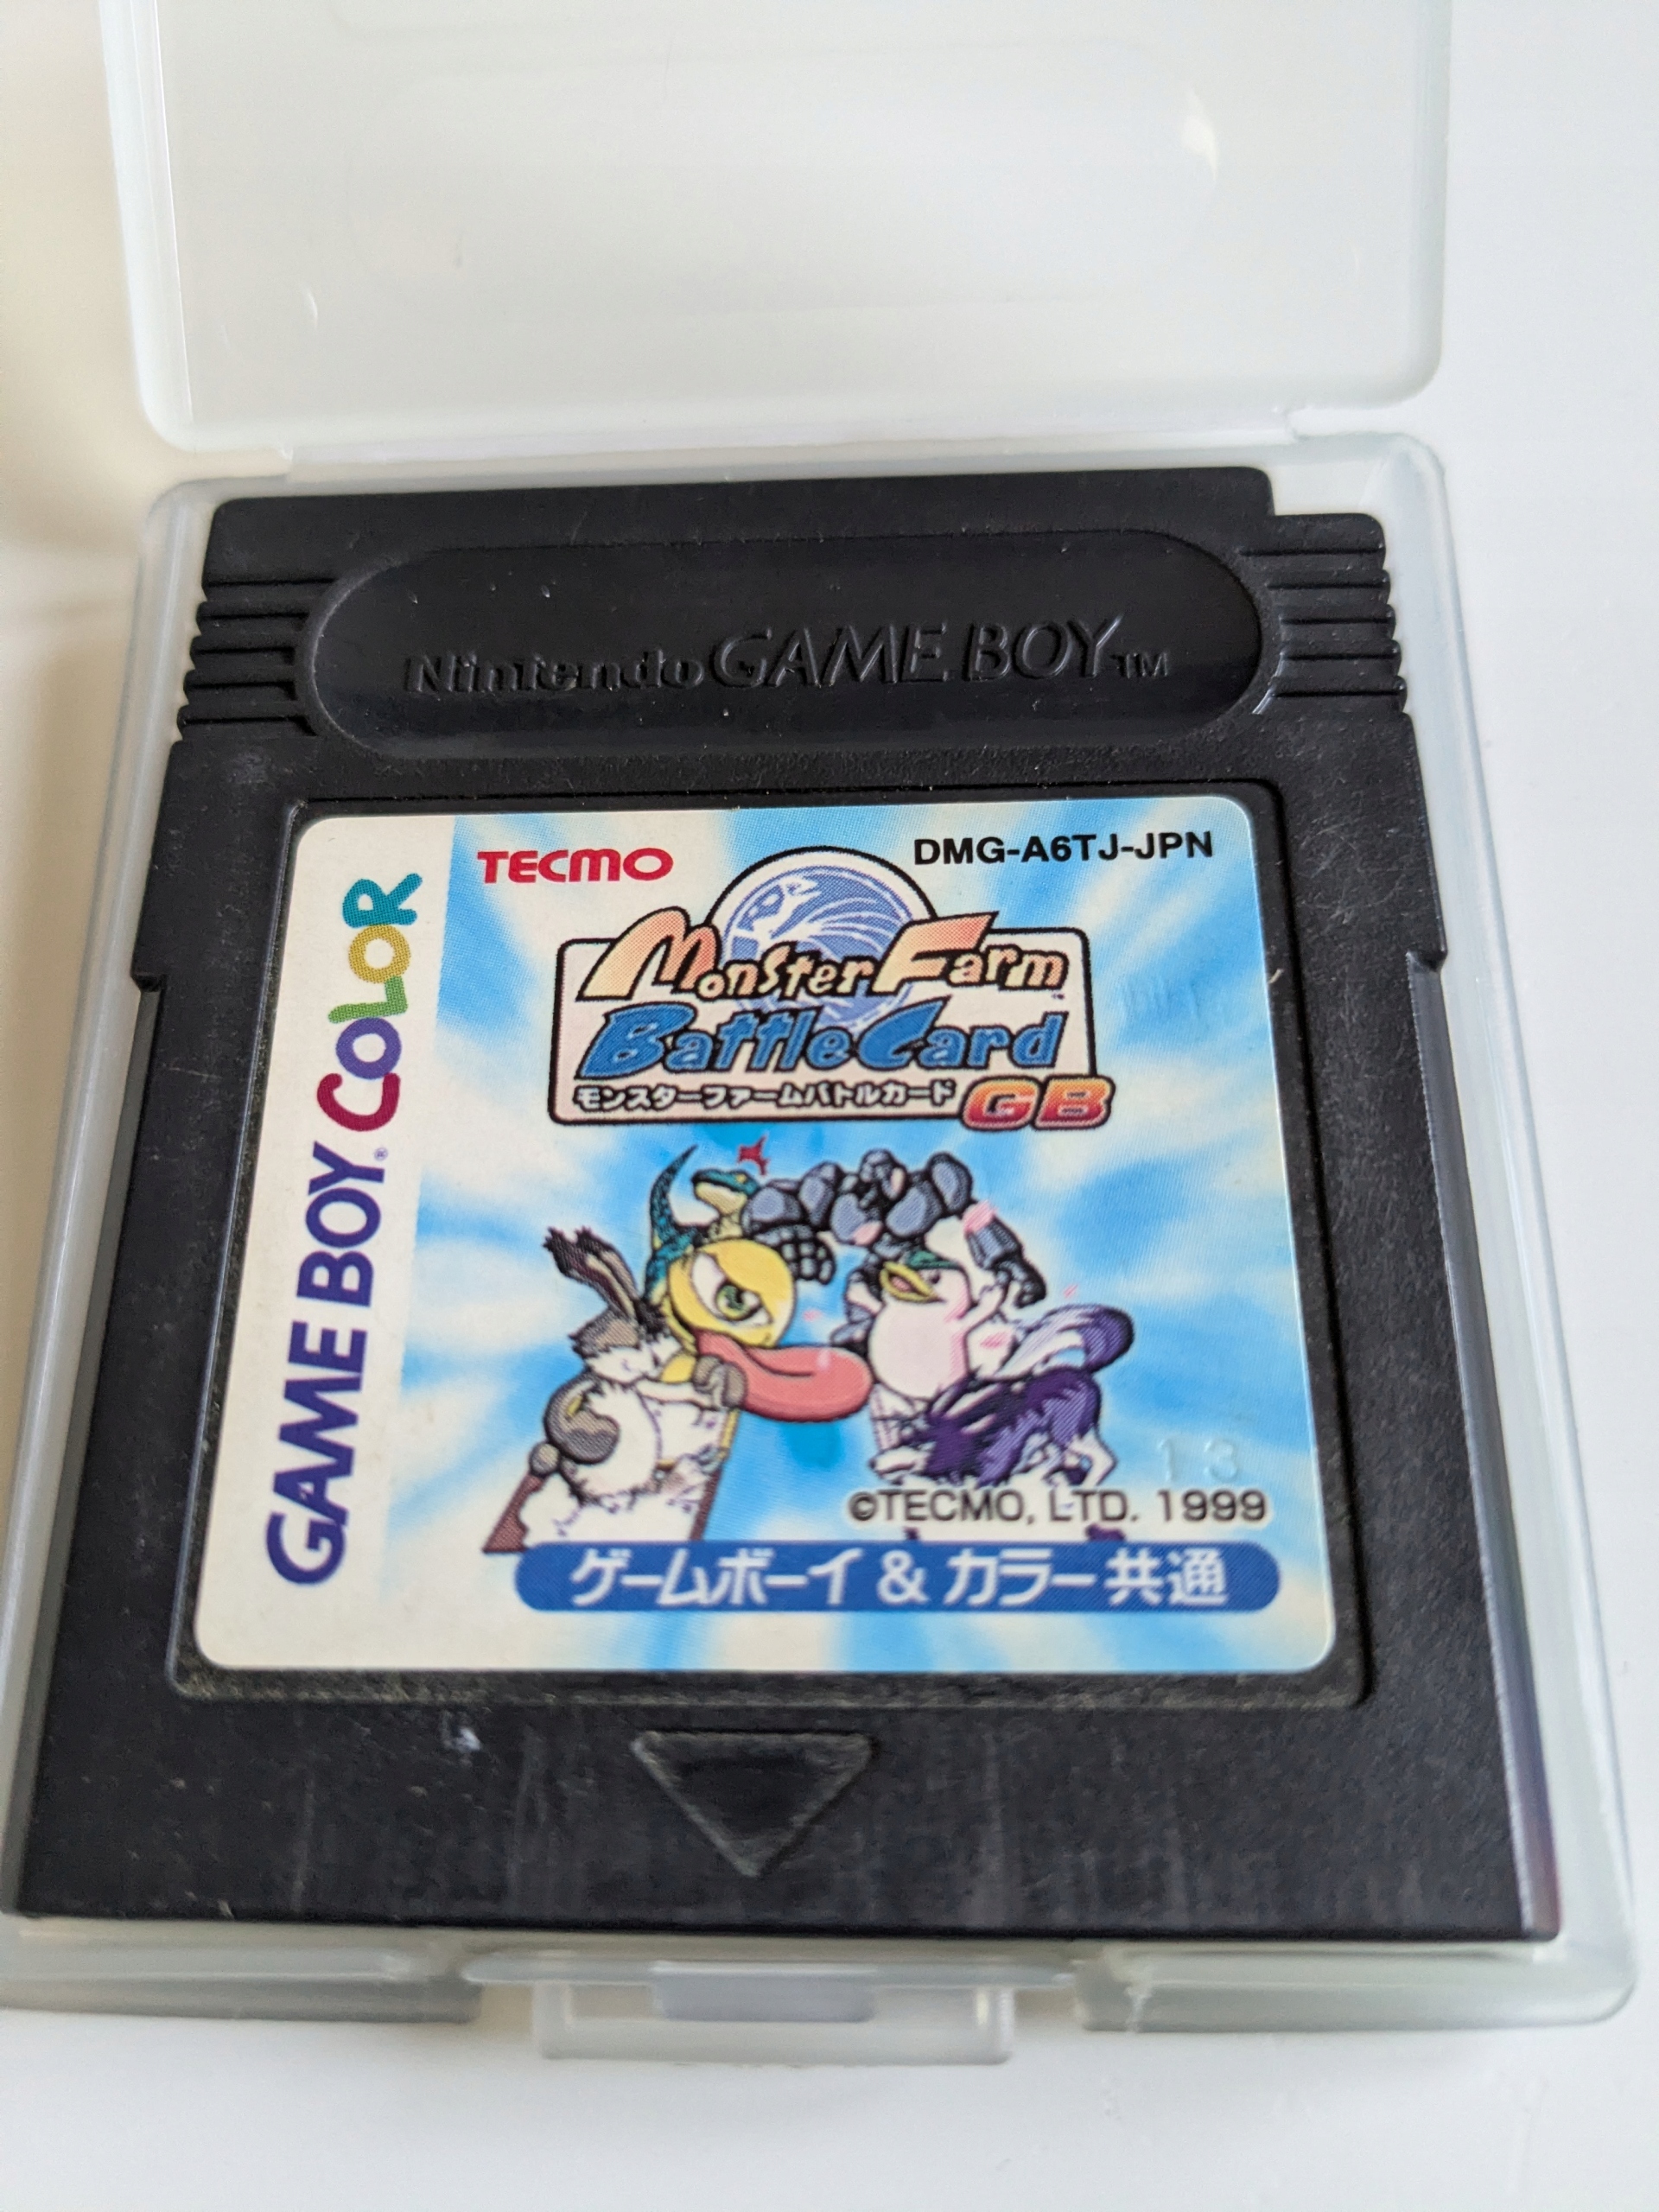 Nintendo GAME BOY™
TECMO
DMG-A6TJ-JPN
GAME BOY® COLOR
Monster Farm™
Battle Card
モンスターファームバトルカード GB
13
©TECMO, LTD. 1999
ゲームボーイ & カラー 共通